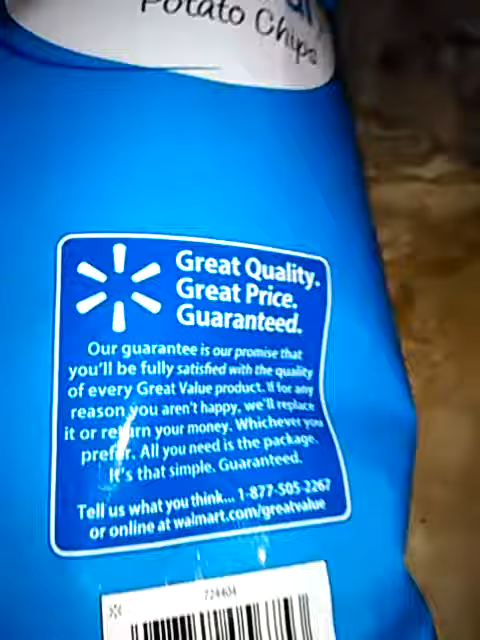 Potato Chips
Great Quality.
Great Price.
Guaranteed.
Our guarantee is our promise that
you'll be fully satisfied with the quality
of every Great Value product. If for any
reason you aren't happy, we'll replace
it or return your money. Whichever you
prefer. All you need is the package.
It's that simple. Guaranteed.
Tell us what you think... 1-877-505-2267
or online at walmart.com/greatvalue
724404